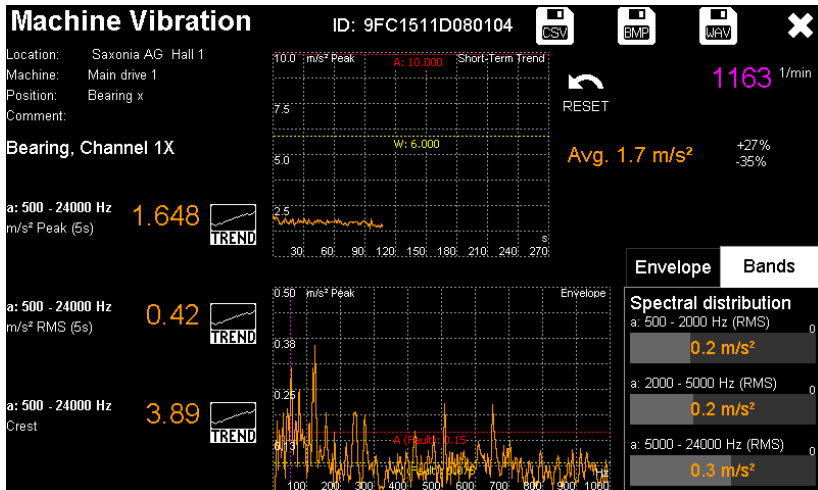 Machine Vibration
ID: 9FC1511D080104
CSV
BMP
WAV
Location: Saxonia AG Hall 1
Machine: Main drive 1
Position: Bearing x
Comment:
Bearing, Channel 1X
10.0 m/s² Peak
A: 10.000
Short-Term Trend
7.5
W: 6.000
5.0
2.5
s
30 60 90 120 150 180 210 240 270
RESET
1163 1/min
Avg. 1.7 m/s²
+27%
-35%
a: 500 - 24000 Hz
m/s² Peak (5s)
1.648
TREND
a: 500 - 24000 Hz
m/s² RMS (5s)
0.42
TREND
a: 500 - 24000 Hz
Crest
3.89
TREND
0.50 m/s² Peak
Envelope
0.38
0.25
0.13
A (Fault): 0.15
Hz
100 200 300 400 500 600 700 800 900 1000
Envelope
Bands
Spectral distribution
a: 500 - 2000 Hz (RMS)
0
0.2 m/s²
a: 2000 - 5000 Hz (RMS)
0
0.2 m/s²
a: 5000 - 24000 Hz (RMS)
0
0.3 m/s²